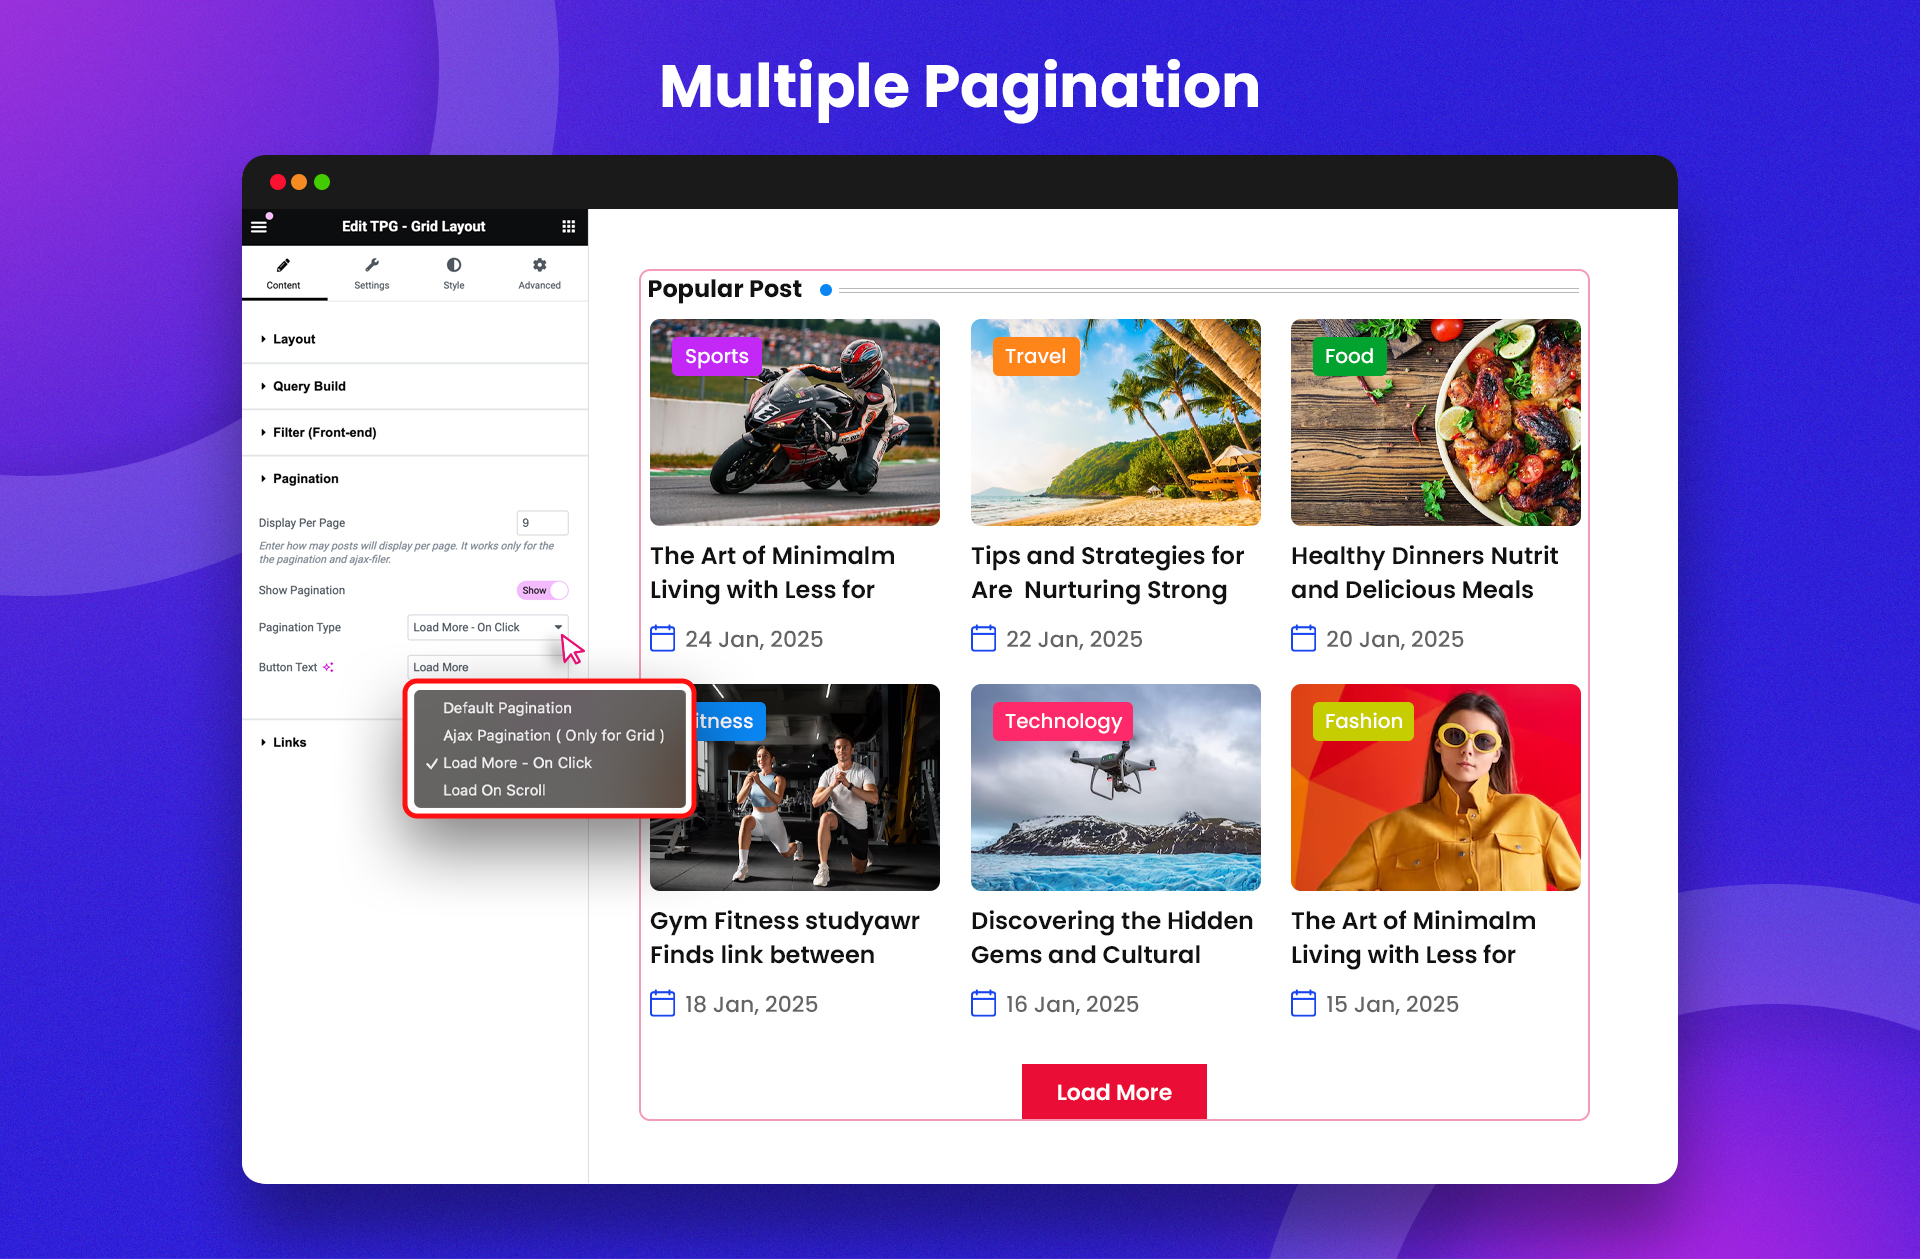 Multiple Pagination
Edit TPG - Grid Layout
Content
Settings
Style
Advanced
Layout
Query Build
Filter (Front-end)
Pagination
Display Per Page
9
Enter how may posts will display per page. It works only for the
the pagination and ajax-filer.
Show Pagination
Show
Pagination Type
Load More - On Click
Button Text
Load More
Default Pagination
Ajax Pagination ( Only for Grid )
Load More - On Click
Load On Scroll
Links
Popular Post
Sports
The Art of Minimalm
Living with Less for
24 Jan, 2025
Travel
Tips and Strategies for
Are Nurturing Strong
22 Jan, 2025
Food
Healthy Dinners Nutrit
and Delicious Meals
20 Jan, 2025
itness
Gym Fitness studyawr
Finds link between
18 Jan, 2025
Technology
Discovering the Hidden
Gems and Cultural
16 Jan, 2025
Fashion
The Art of Minimalm
Living with Less for
15 Jan, 2025
Load More